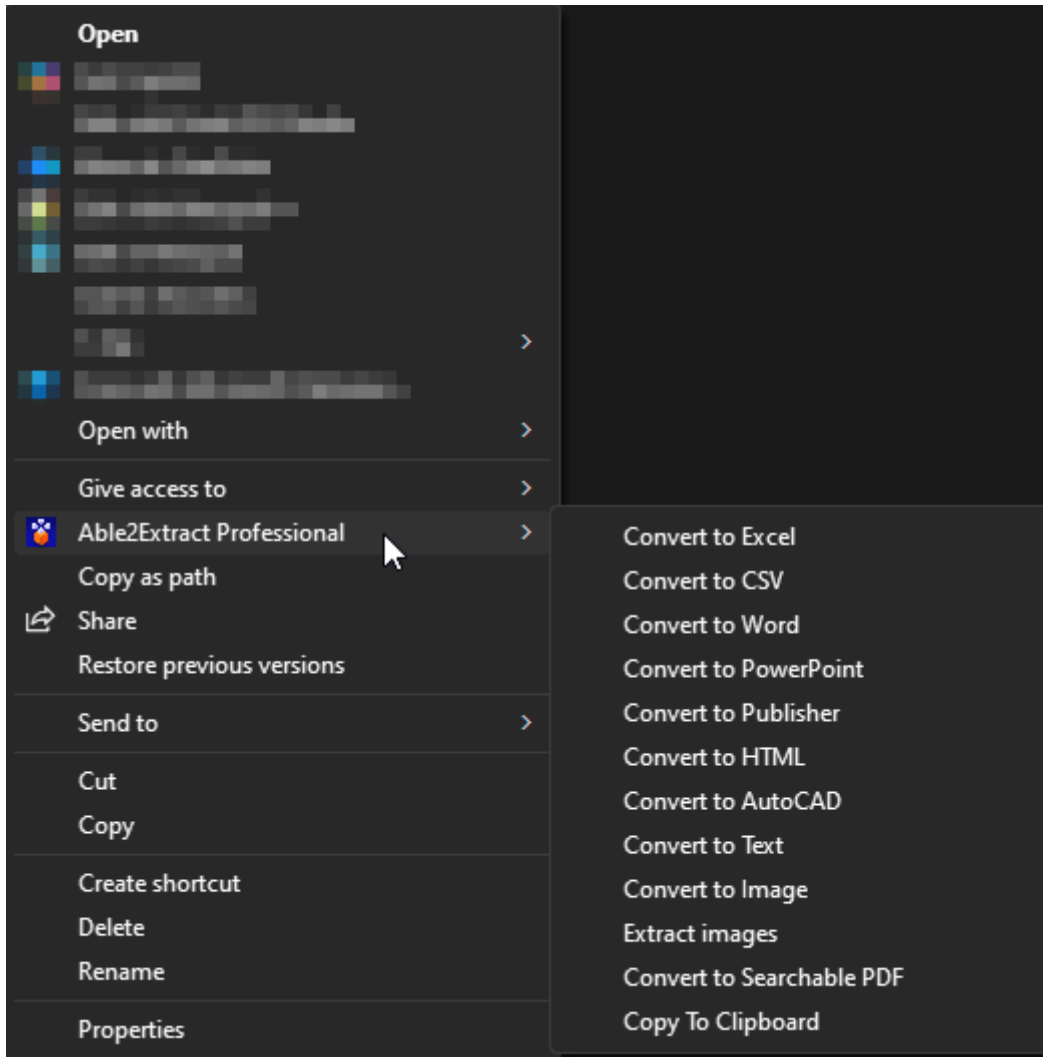 Open
Open with
Give access to
Able2Extract Professional
Copy as path
Share
Restore previous versions
Send to
Cut
Copy
Create shortcut
Delete
Rename
Properties
Convert to Excel
Convert to CSV
Convert to Word
Convert to PowerPoint
Convert to Publisher
Convert to HTML
Convert to AutoCAD
Convert to Text
Convert to Image
Extract images
Convert to Searchable PDF
Copy To Clipboard